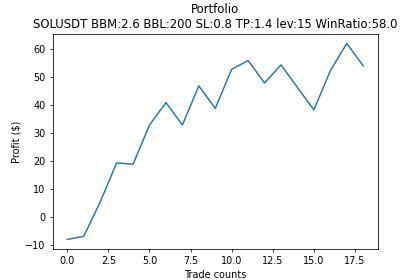 Portfolio
SOLUSDT BBM:2.6 BBL:200 SL:0.8 TP:1.4 lev:15 WinRatio:58.0
60
50
40
30
20
10
0
−10
Profit ($)
0.0 2.5 5.0 7.5 10.0 12.5 15.0 17.5
Trade counts